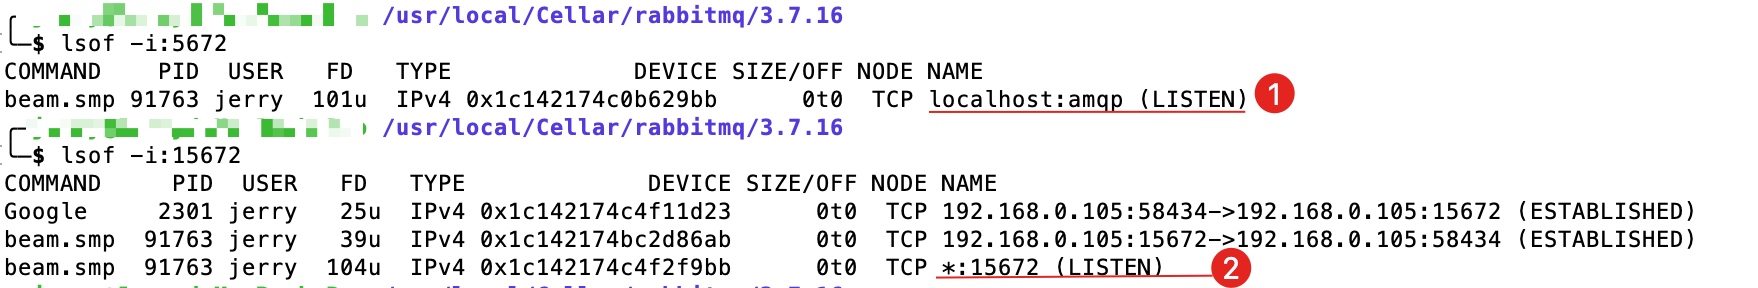 /usr/local/Cellar/rabbitmq/3.7.16
$ lsof -i:5672
COMMAND PID USER FD TYPE DEVICE SIZE/OFF NODE NAME
beam.smp 91763 jerry 101u IPv4 0x1c142174c0b629bb 0t0 TCP localhost:amqp (LISTEN) 1
/usr/local/Cellar/rabbitmq/3.7.16
$ lsof -i:15672
COMMAND PID USER FD TYPE DEVICE SIZE/OFF NODE NAME
Google 2301 jerry 25u IPv4 0x1c142174c4f11d23 0t0 TCP 192.168.0.105:58434->192.168.0.105:15672 (ESTABLISHED)
beam.smp 91763 jerry 39u IPv4 0x1c142174bc2d86ab 0t0 TCP 192.168.0.105:15672->192.168.0.105:58434 (ESTABLISHED)
beam.smp 91763 jerry 104u IPv4 0x1c142174c4f2f9bb 0t0 TCP *:15672 (LISTEN) 2